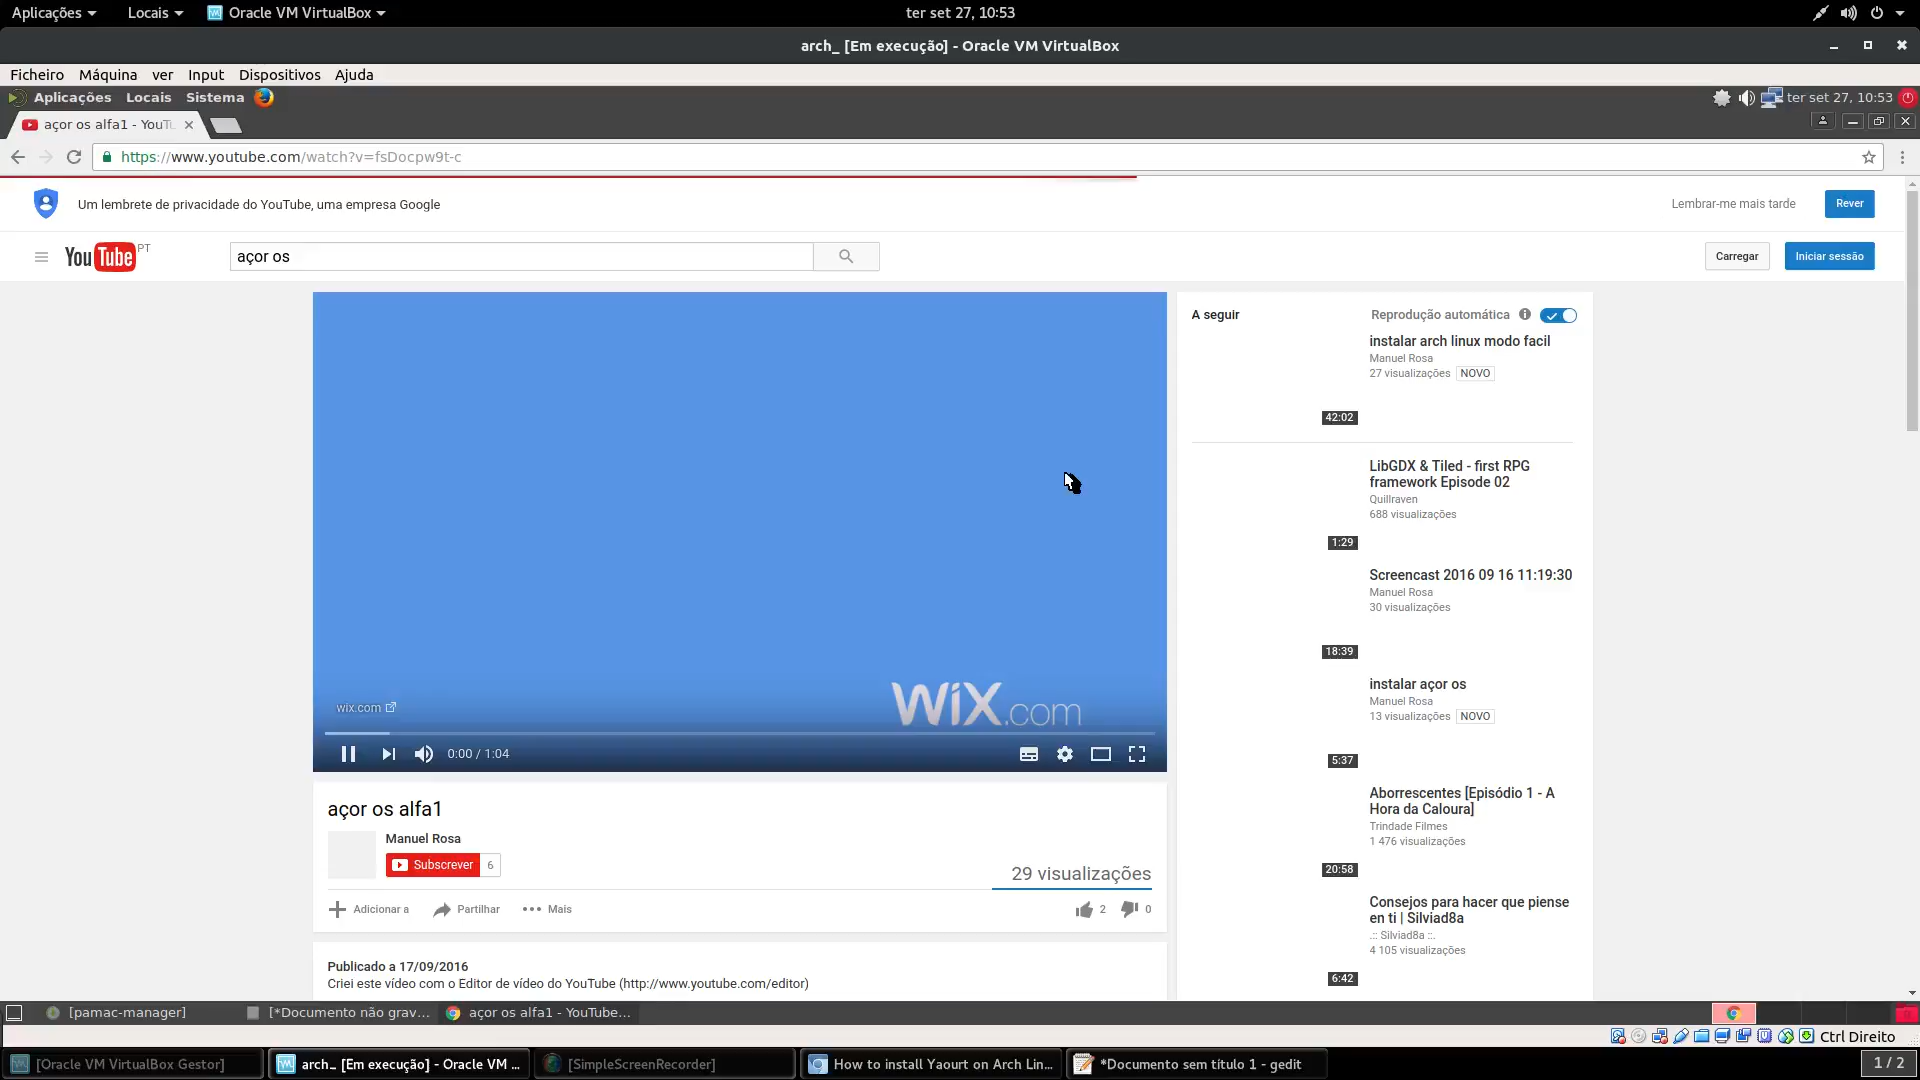 Aplicações Locais Oracle VM VirtualBox ter set 27, 10:53
arch_ [Em execução] - Oracle VM VirtualBox
Ficheiro Máquina ver Input Dispositivos Ajuda
Aplicações Locais Sistema ter set 27, 10:53
açor os alfa1 - YouTu
https://www.youtube.com/watch?v=fsDocpw9t-c
Um lembrete de privacidade do YouTube, uma empresa Google Lembrar-me mais tarde Rever
YouTube PT açor os Carregar Iniciar sessão
wix.com
WiX.com
0:00 / 1:04
açor os alfa1
Manuel Rosa
Subscrever 6
29 visualizações
Adicionar a Partilhar Mais 2 0
Publicado a 17/09/2016
Criei este vídeo com o Editor de vídeo do YouTube (http://www.youtube.com/editor)
A seguir Reprodução automática
instalar arch linux modo facil
Manuel Rosa
27 visualizações NOVO
42:02
LibGDX & Tiled - first RPG
framework Episode 02
Quillraven
688 visualizações
1:29
Screencast 2016 09 16 11:19:30
Manuel Rosa
30 visualizações
18:39
instalar açor os
Manuel Rosa
13 visualizações NOVO
5:37
Aborrescentes [Episódio 1 - A
Hora da Caloura]
Trindade Filmes
1 476 visualizações
20:58
Consejos para hacer que piense
en ti | Silviad8a
.:: Silviad8a ::.
4 105 visualizações
6:42
[pamac-manager] [*Documento não grav... açor os alfa1 - YouTube...
Ctrl Direito
[Oracle VM VirtualBox Gestor] arch_ [Em execução] - Oracle VM ... [SimpleScreenRecorder] How to install Yaourt on Arch Lin... *Documento sem título 1 - gedit 1 / 2